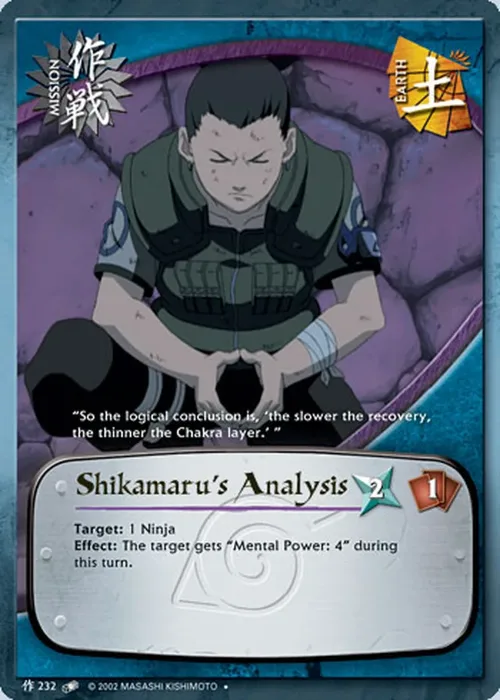 MISSION
作戦
EARTH
土
“So the logical conclusion is, ‘the slower the recovery,
the thinner the Chakra layer.’ ”
Shikamaru's Analysis 2 1
Target: 1 Ninja
Effect: The target gets “Mental Power: 4” during
this turn.
作 232 © 2002 MASASHI KISHIMOTO •